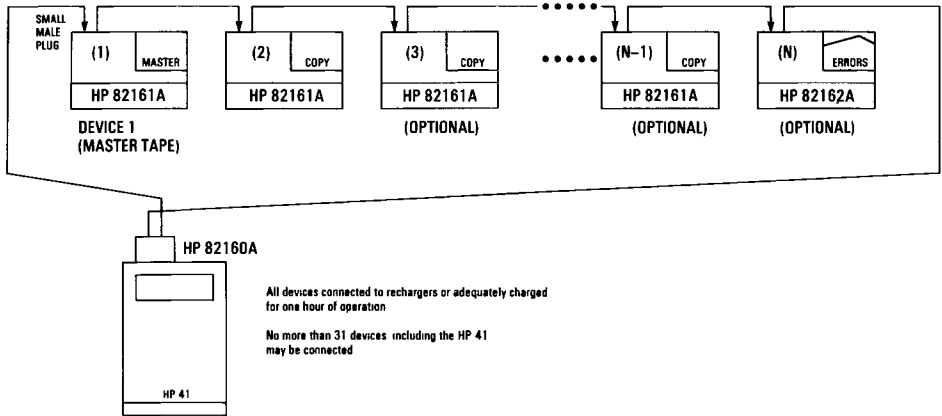 SMALL
MALE
PLUG
(1)
MASTER
HP 82161A
DEVICE 1
(MASTER TAPE)
(2)
COPY
HP 82161A
(3)
COPY
HP 82161A
(OPTIONAL)
(N-1)
COPY
HP 82161A
(OPTIONAL)
(N)
ERRORS
HP 82162A
(OPTIONAL)
HP 82160A
HP 41
All devices connected to rechargers or adequately charged
for one hour of operation
No more than 31 devices including the HP 41
may be connected